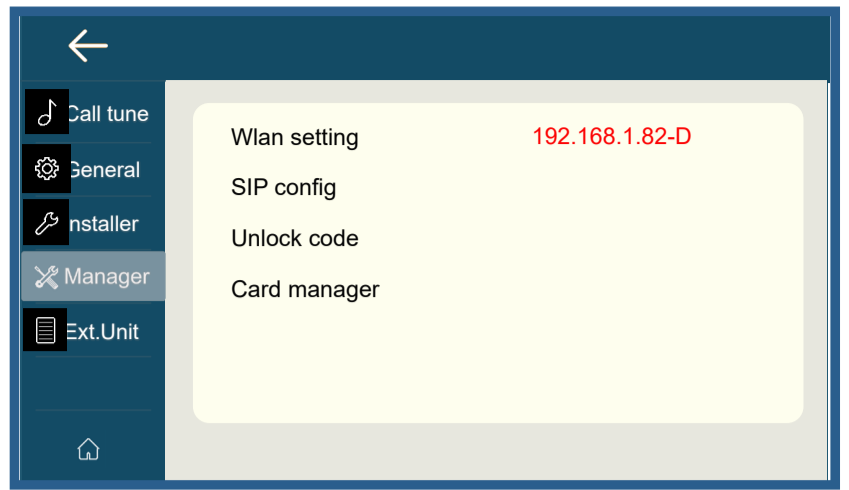 Call tune
General
nstaller
Manager
Ext.Unit
Wlan setting 192.168.1.82-D
SIP config
Unlock code
Card manager